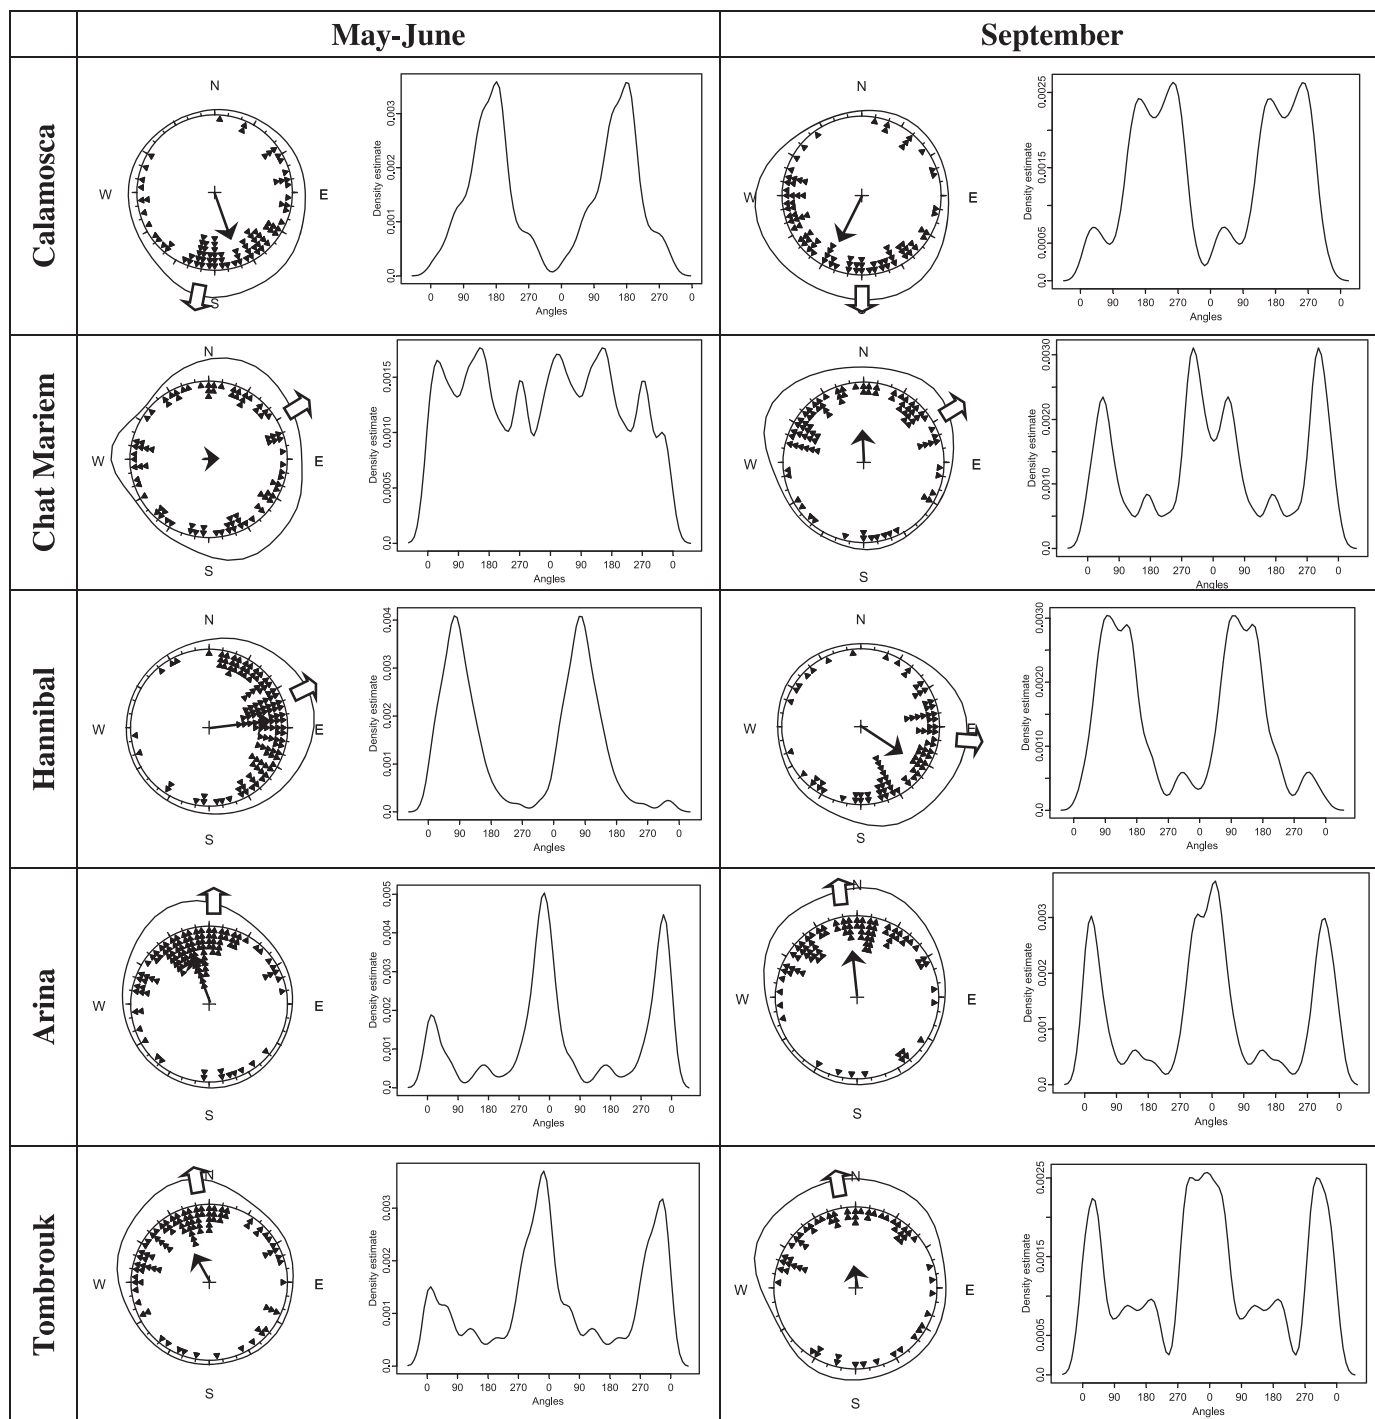 May-June September
Calamosca
N
W E
S
Density estimate
0.0 0.001 0.002 0.003
0 90 180 270 0 90 180 270 0
Angles
N
W E
Density estimate
0.0 0.0005 0.0015 0.0025
0 90 180 270 0 90 180 270 0
Angles
Chat Mariem
N
W E
S
Density estimate
0.0 0.0005 0.0010 0.0015
0 90 180 270 0 90 180 270 0
Angles
N
W E
S
Density estimate
0.0 0.0010 0.0020 0.0030
0 90 180 270 0 90 180 270 0
Angles
Hannibal
N
W E
S
Density estimate
0.0 0.001 0.002 0.003 0.004
0 90 180 270 0 90 180 270 0
Angles
N
W E
S
Density estimate
0.0 0.0010 0.0020 0.0030
0 90 180 270 0 90 180 270 0
Angles
Arina
W E
S
Density estimate
0.0 0.001 0.002 0.003 0.004 0.005
0 90 180 270 0 90 180 270 0
Angles
N
W E
S
Density estimate
0.0 0.001 0.002 0.003
0 90 180 270 0 90 180 270 0
Angles
Tombrouk
N
W E
S
Density estimate
0.0 0.001 0.002 0.003
0 90 180 270 0 90 180 270 0
Angles
N
W E
S
Density estimate
0.0 0.0005 0.0015 0.0025
0 90 180 270 0 90 180 270 0
Angles